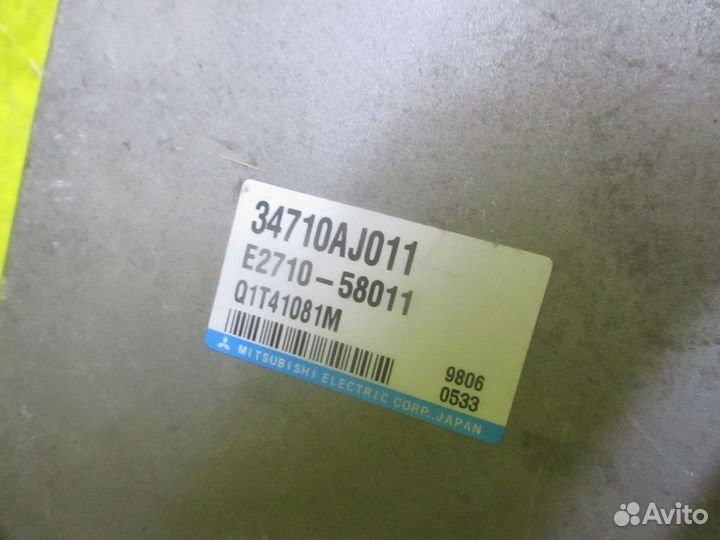 34710AJ011
E2710-58011
Q1T41081M
MITSUBISHI ELECTRIC CORP., JAPAN
9806
0533
Avito